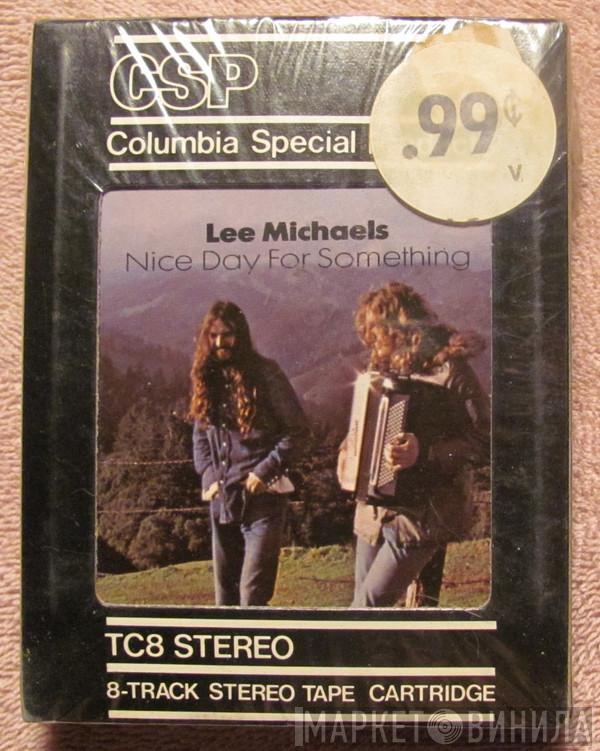 CSP
Columbia Special
.99¢
v
Lee Michaels
Nice Day For Something
TC8 STEREO
8-TRACK STEREO TAPE CARTRIDGE
МАРКЕТ ВИНИЛА